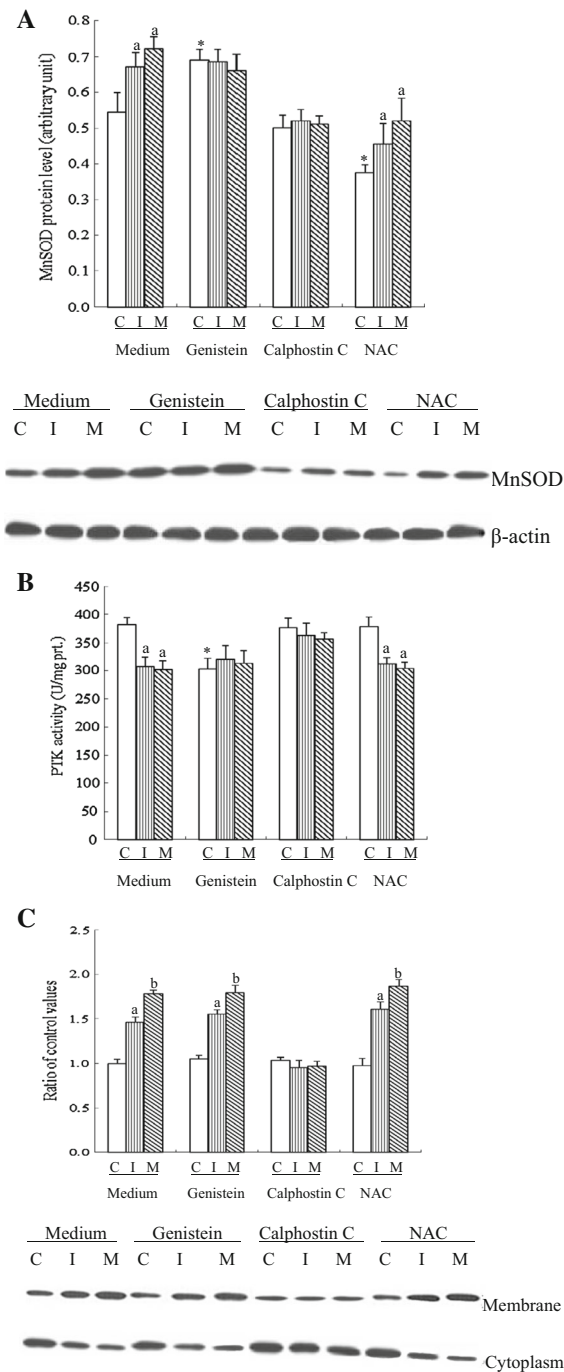 A
MnSOD protein level (arbitrary unit)
0.8
0.7
0.6
0.5
0.4
0.3
0.2
0.1
0.0
a a * a a *
C I M C I M C I M C I M
Medium Genistein Calphostin C NAC
Medium Genistein Calphostin C NAC
C I M C I M C I M C I M
MnSOD
β-actin
B
PTK activity (U/mg prt.)
450
400
350
300
250
200
150
100
50
0
a a * a a
C I M C I M C I M C I M
Medium Genistein Calphostin C NAC
C
Ratio of control values
2.5
2.0
1.5
1.0
0.5
0.0
a b a b a b
C I M C I M C I M C I M
Medium Genistein Calphostin C NAC
Medium Genistein Calphostin C NAC
C I M C I M C I M C I M
Membrane
Cytoplasm